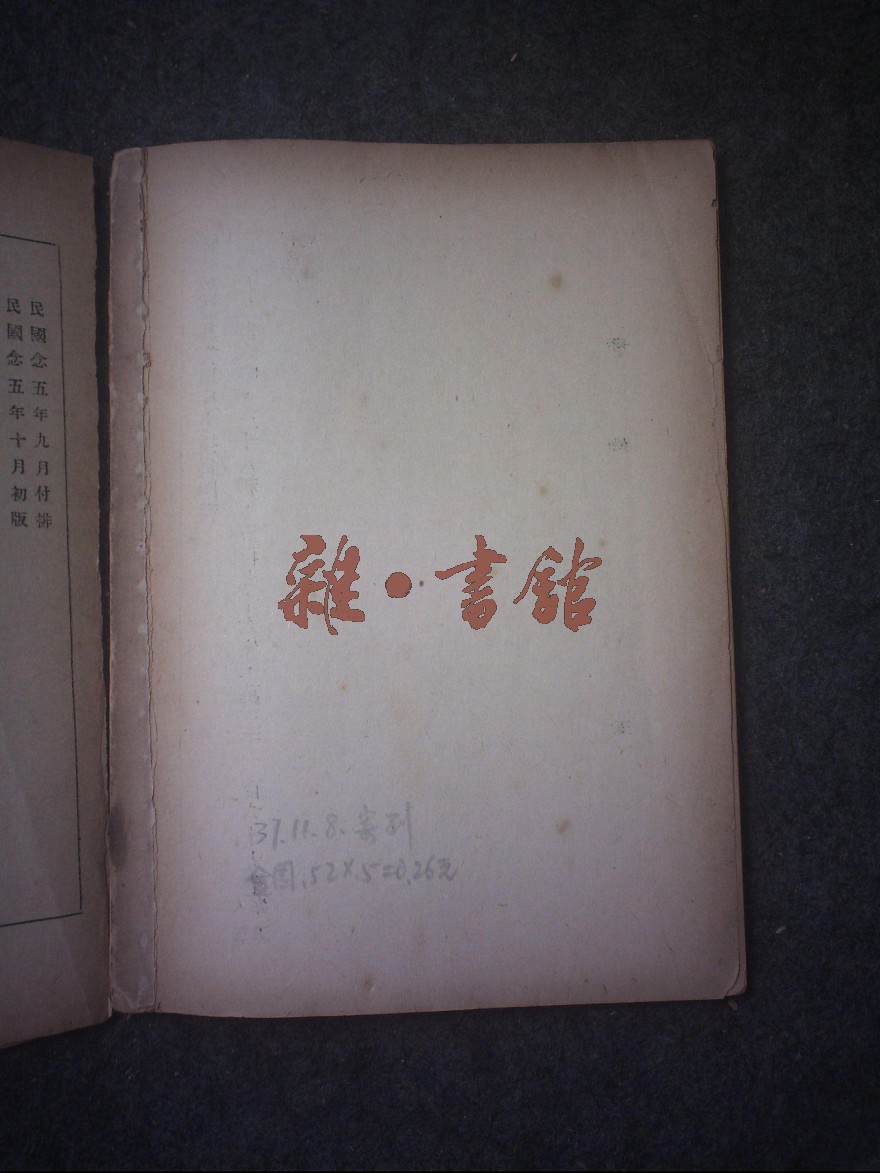 民國念五年九月付排
民國念五年十月初版
雜·書館
37.11.8.寄到
圖.52×.5=0.26元